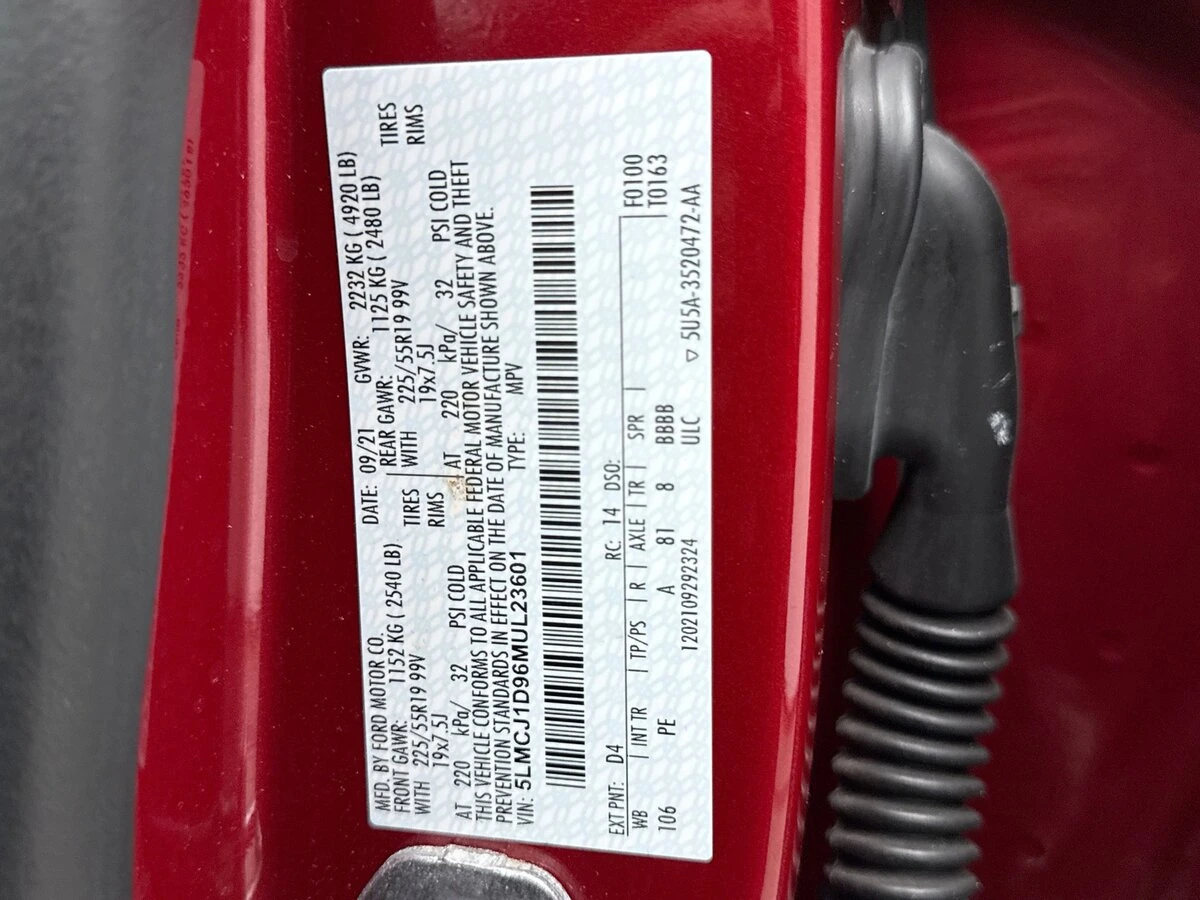 MFD. BY FORD MOTOR CO. DATE: 09/21 GVWR: 2232 KG ( 4920 LB)
FRONT GAWR: 1152 KG ( 2540 LB) REAR GAWR: 1125 KG ( 2480 LB)
WITH 225/55R19 99V TIRES WITH 225/55R19 99V TIRES
19x7.5J RIMS 19x7.5J RIMS
AT 220 kPa/ 32 PSI COLD AT 220 kPa/ 32 PSI COLD
THIS VEHICLE CONFORMS TO ALL APPLICABLE FEDERAL MOTOR VEHICLE SAFETY AND THEFT
PREVENTION STANDARDS IN EFFECT ON THE DATE OF MANUFACTURE SHOWN ABOVE.
VIN: 5LMCJ1D96MUL23601 TYPE: MPV
EXT PNT: D4 RC: 14 DSO: F0100
WB | INT TR | TP/PS | R | AXLE | TR | SPR | T0163
106 PE A 81 8 BBBB
120210929​2324 ULC ▽ 5U5A-3520472-AA